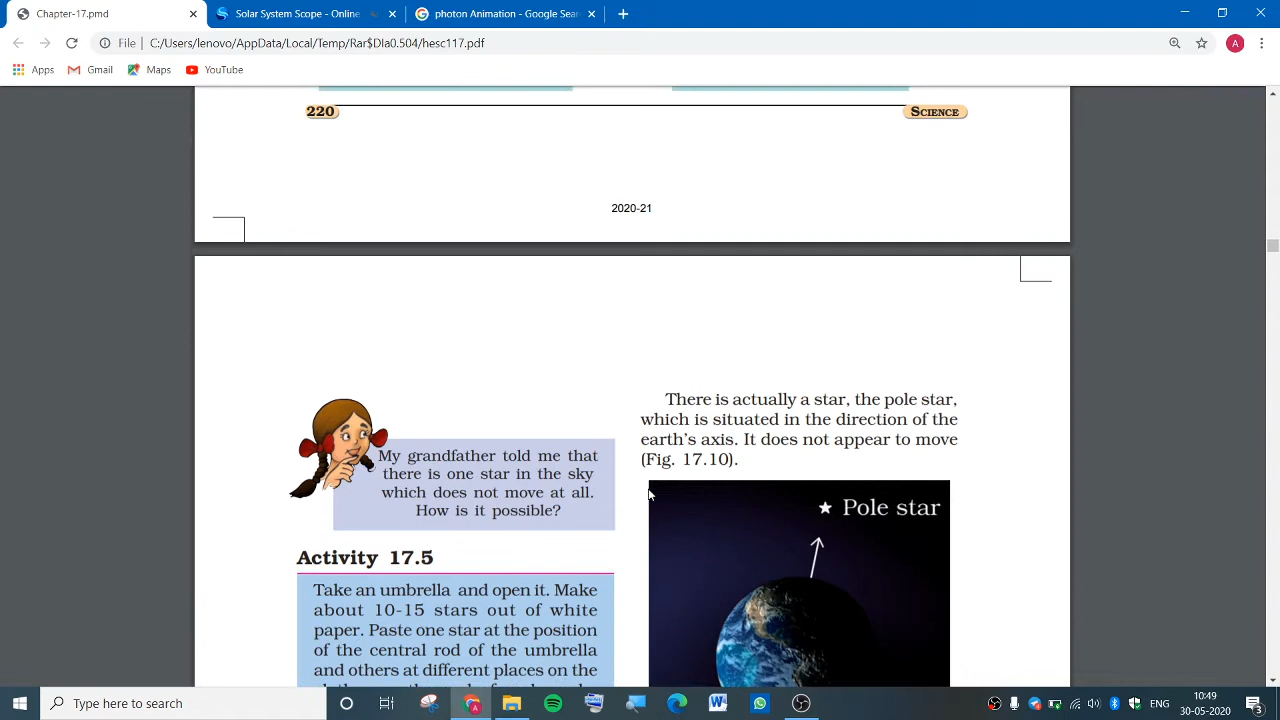 Chapter-17.pmd
Solar System Scope - Online
photon Animation - Google Sear
File
C:/Users/lenovo/AppData/Local/Temp/Rar$DIa0.504/hesc117.pdf
A
Apps
Gmail
Maps
YouTube
220
SCIENCE
2020-21
My grandfather told me that
there is one star in the sky
which does not move at all.
How is it possible?
Activity 17.5
Take an umbrella and open it. Make
about 10-15 stars out of white
paper. Paste one star at the position
of the central rod of the umbrella
and others at different places on the
There is actually a star, the pole star,
which is situated in the direction of the
earth's axis. It does not appear to move
(Fig. 17.10).
Pole star
Type here to search
ENG
10:49
30-05-2020
3